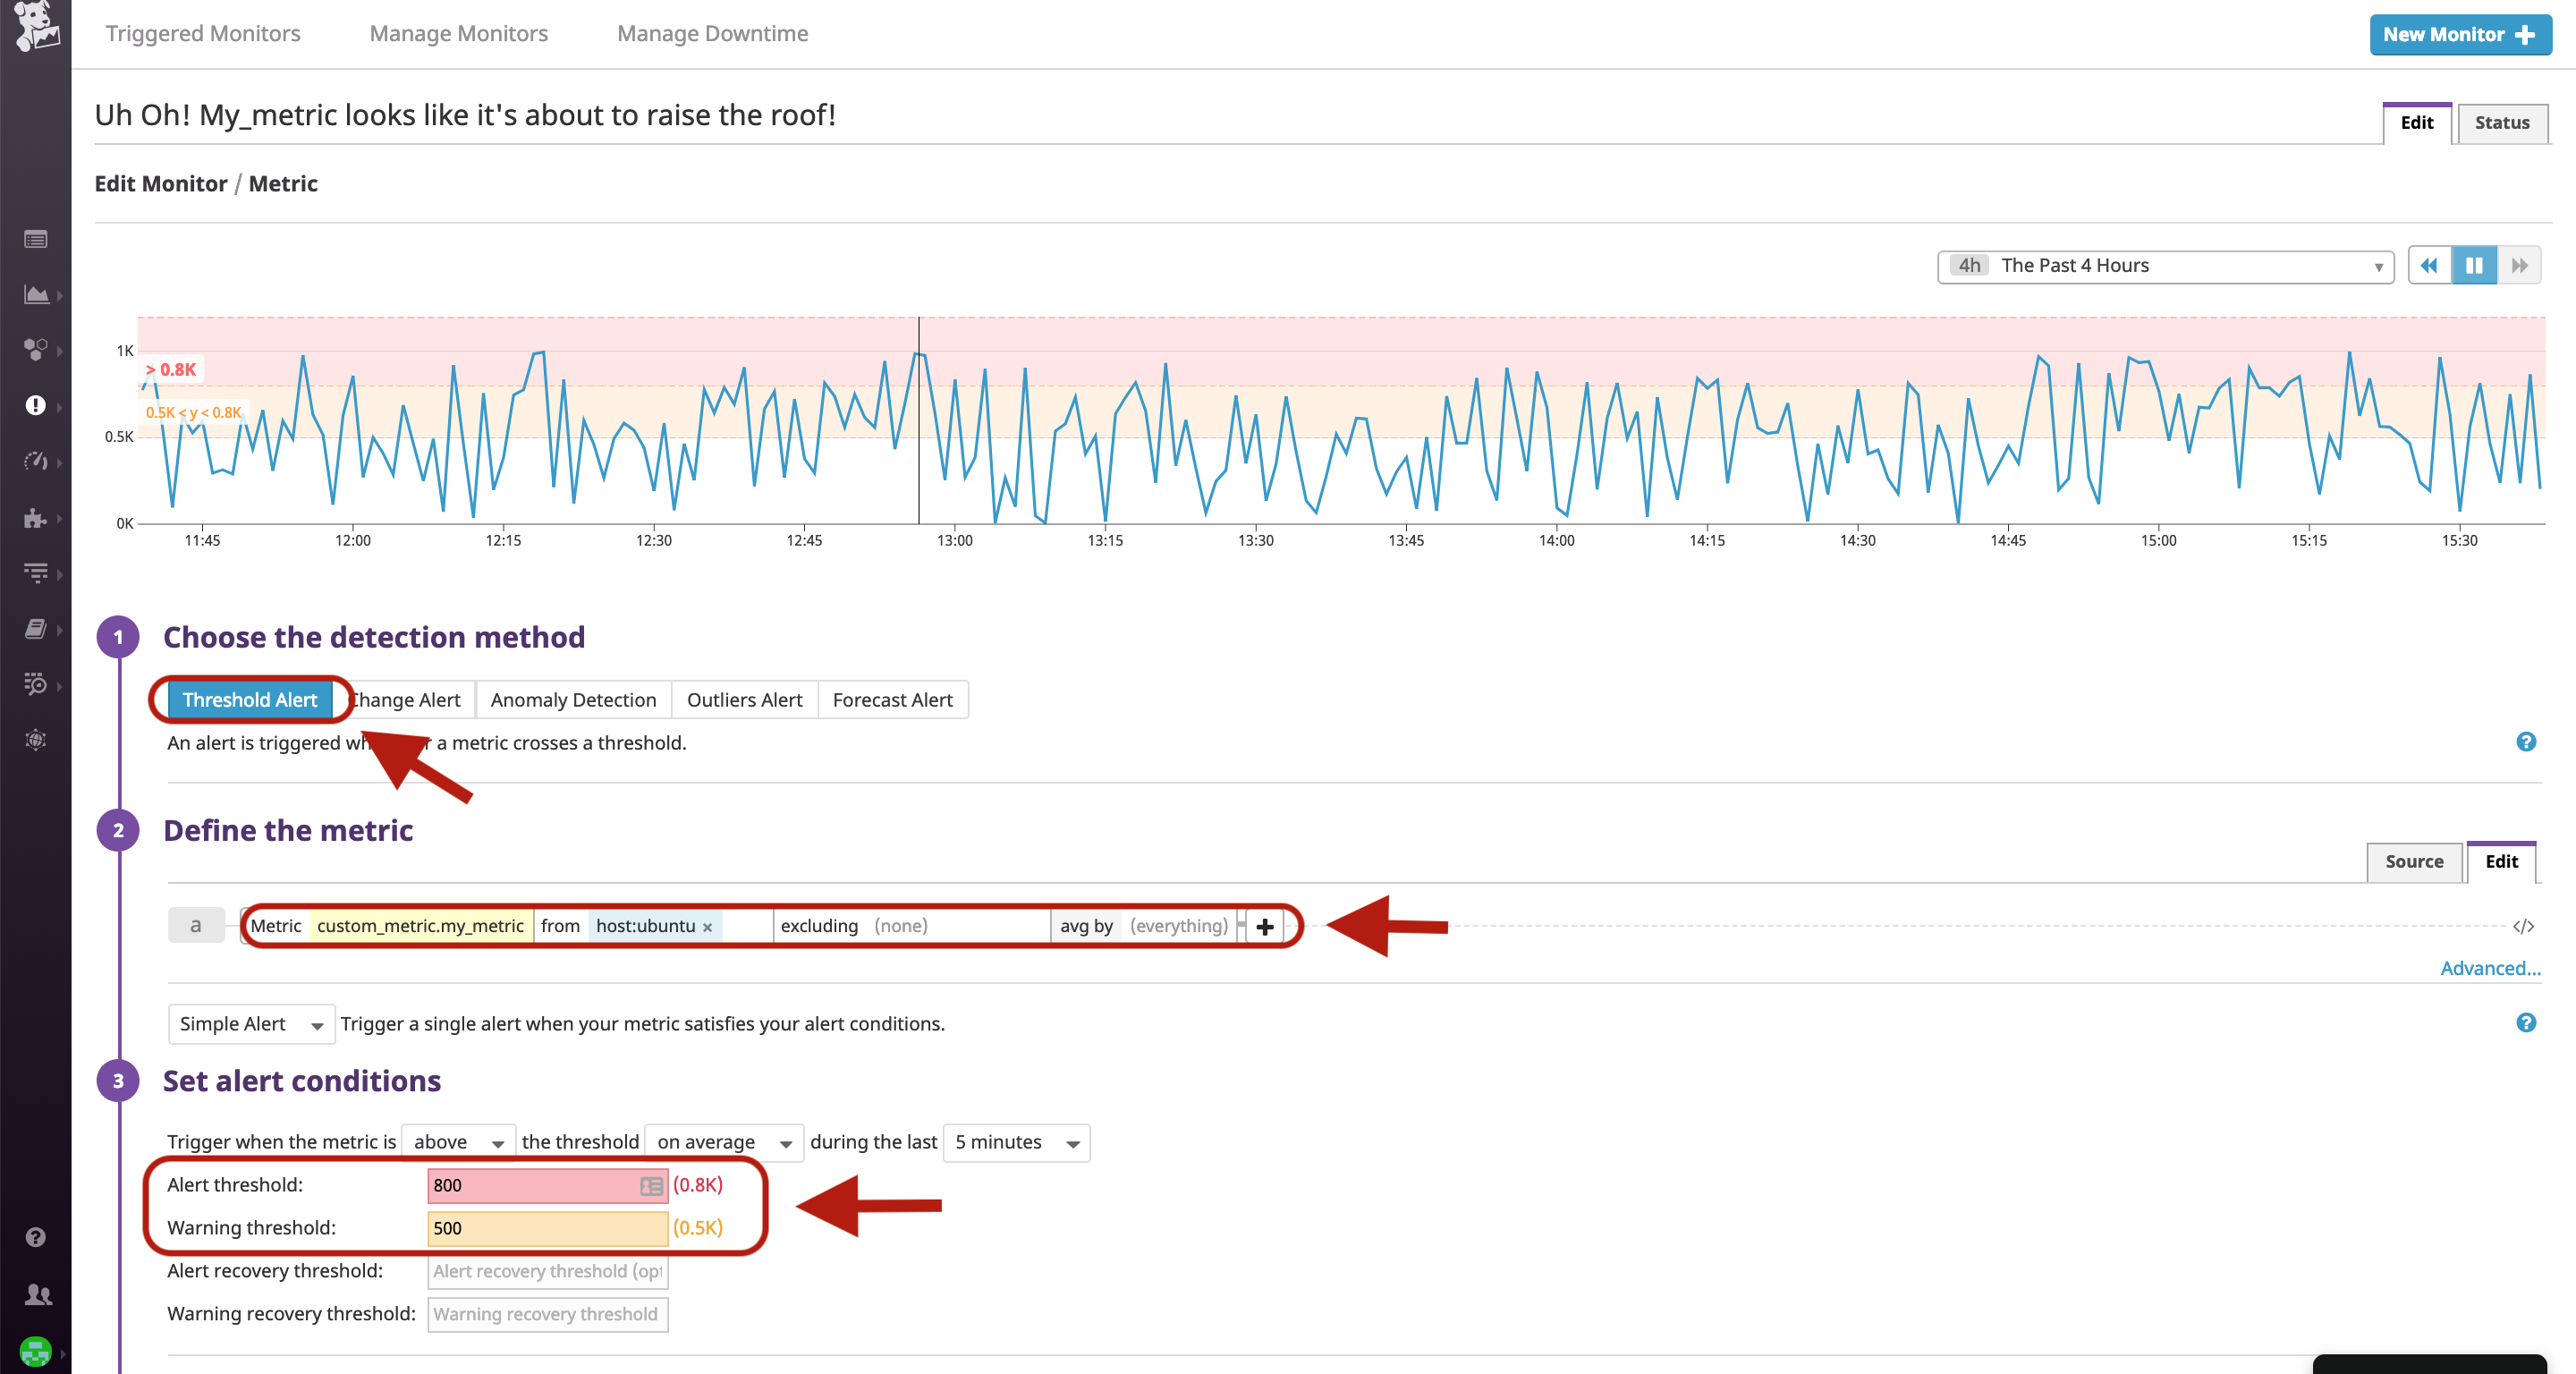 Triggered Monitors Manage Monitors Manage Downtime New Monitor
Uh Oh! My_metric looks like it's about to raise the roof!
Edit Status
Edit Monitor / Metric
4h The Past 4 Hours
1K
> 0.8K
0.5K < y < 0.8K
0.5K
0K
11:45 12:00 12:15 12:30 12:45 13:00 13:15 13:30 13:45 14:00 14:15 14:30 14:45 15:00 15:15 15:30
1 Choose the detection method
Threshold Alert Change Alert Anomaly Detection Outliers Alert Forecast Alert
An alert is triggered wh r a metric crosses a threshold. ?
2 Define the metric
Source Edit
a Metric custom_metric.my_metric from host:ubuntu × excluding (none) avg by (everything) + </>
Advanced...
Simple Alert Trigger a single alert when your metric satisfies your alert conditions. ?
3 Set alert conditions
Trigger when the metric is above the threshold on average during the last 5 minutes
Alert threshold: 800 (0.8K)
Warning threshold: 500 (0.5K)
Alert recovery threshold: Alert recovery threshold (opt
Warning recovery threshold: Warning recovery threshold